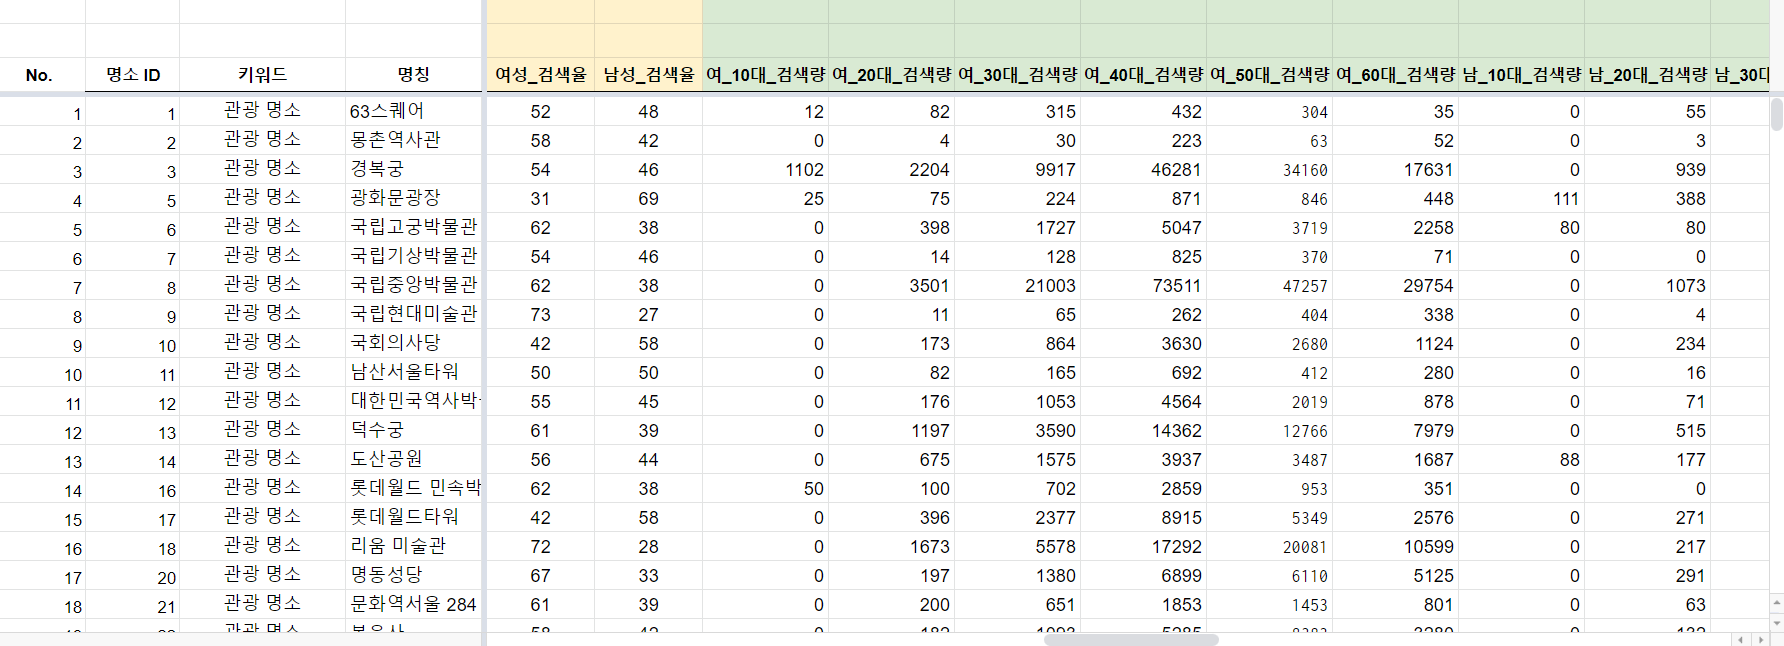 No. 명소 ID 키워드 명칭 여성_검색율 남성_검색율 여_10대_검색량 여_20대_검색량 여_30대_검색량 여_40대_검색량 여_50대_검색량 여_60대_검색량 남_10대_검색량 남_20대_검색량 남_30대
1 1 관광 명소 63스퀘어 52 48 12 82 315 432 304 35 0 55
2 2 관광 명소 몽촌역사관 58 42 0 4 30 223 63 52 0 3
3 3 관광 명소 경복궁 54 46 1102 2204 9917 46281 34160 17631 0 939
4 5 관광 명소 광화문광장 31 69 25 75 224 871 846 448 111 388
5 6 관광 명소 국립고궁박물관 62 38 0 398 1727 5047 3719 2258 80 80
6 7 관광 명소 국립기상박물관 54 46 0 14 128 825 370 71 0 0
7 8 관광 명소 국립중앙박물관 62 38 0 3501 21003 73511 47257 29754 0 1073
8 9 관광 명소 국립현대미술관 73 27 0 11 65 262 404 338 0 4
9 10 관광 명소 국회의사당 42 58 0 173 864 3630 2680 1124 0 234
10 11 관광 명소 남산서울타워 50 50 0 82 165 692 412 280 0 16
11 12 관광 명소 대한민국역사박 55 45 0 176 1053 4564 2019 878 0 71
12 13 관광 명소 덕수궁 61 39 0 1197 3590 14362 12766 7979 0 515
13 14 관광 명소 도산공원 56 44 0 675 1575 3937 3487 1687 88 177
14 16 관광 명소 롯데월드 민속박 62 38 50 100 702 2859 953 351 0 0
15 17 관광 명소 롯데월드타워 42 58 0 396 2377 8915 5349 2576 0 271
16 18 관광 명소 리움 미술관 72 28 0 1673 5578 17292 20081 10599 0 217
17 20 관광 명소 명동성당 67 33 0 197 1380 6899 6110 5125 0 291
18 21 관광 명소 문화역서울 284 61 39 0 200 651 1853 1453 801 0 63